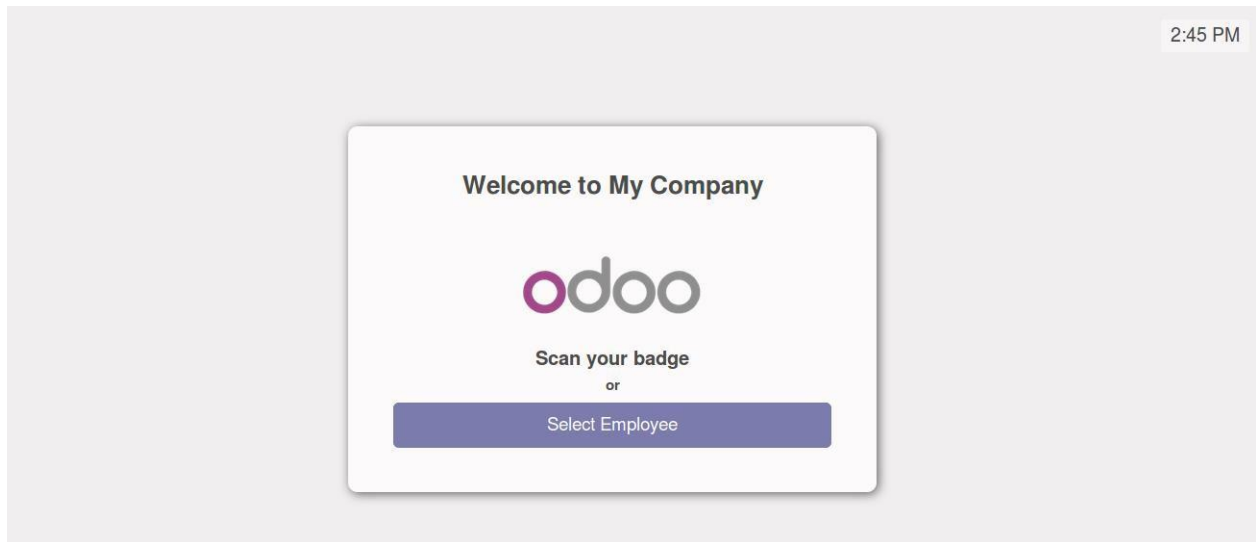 2:45 PM
Welcome to My Company
odoo
Scan your badge
or
Select Employee